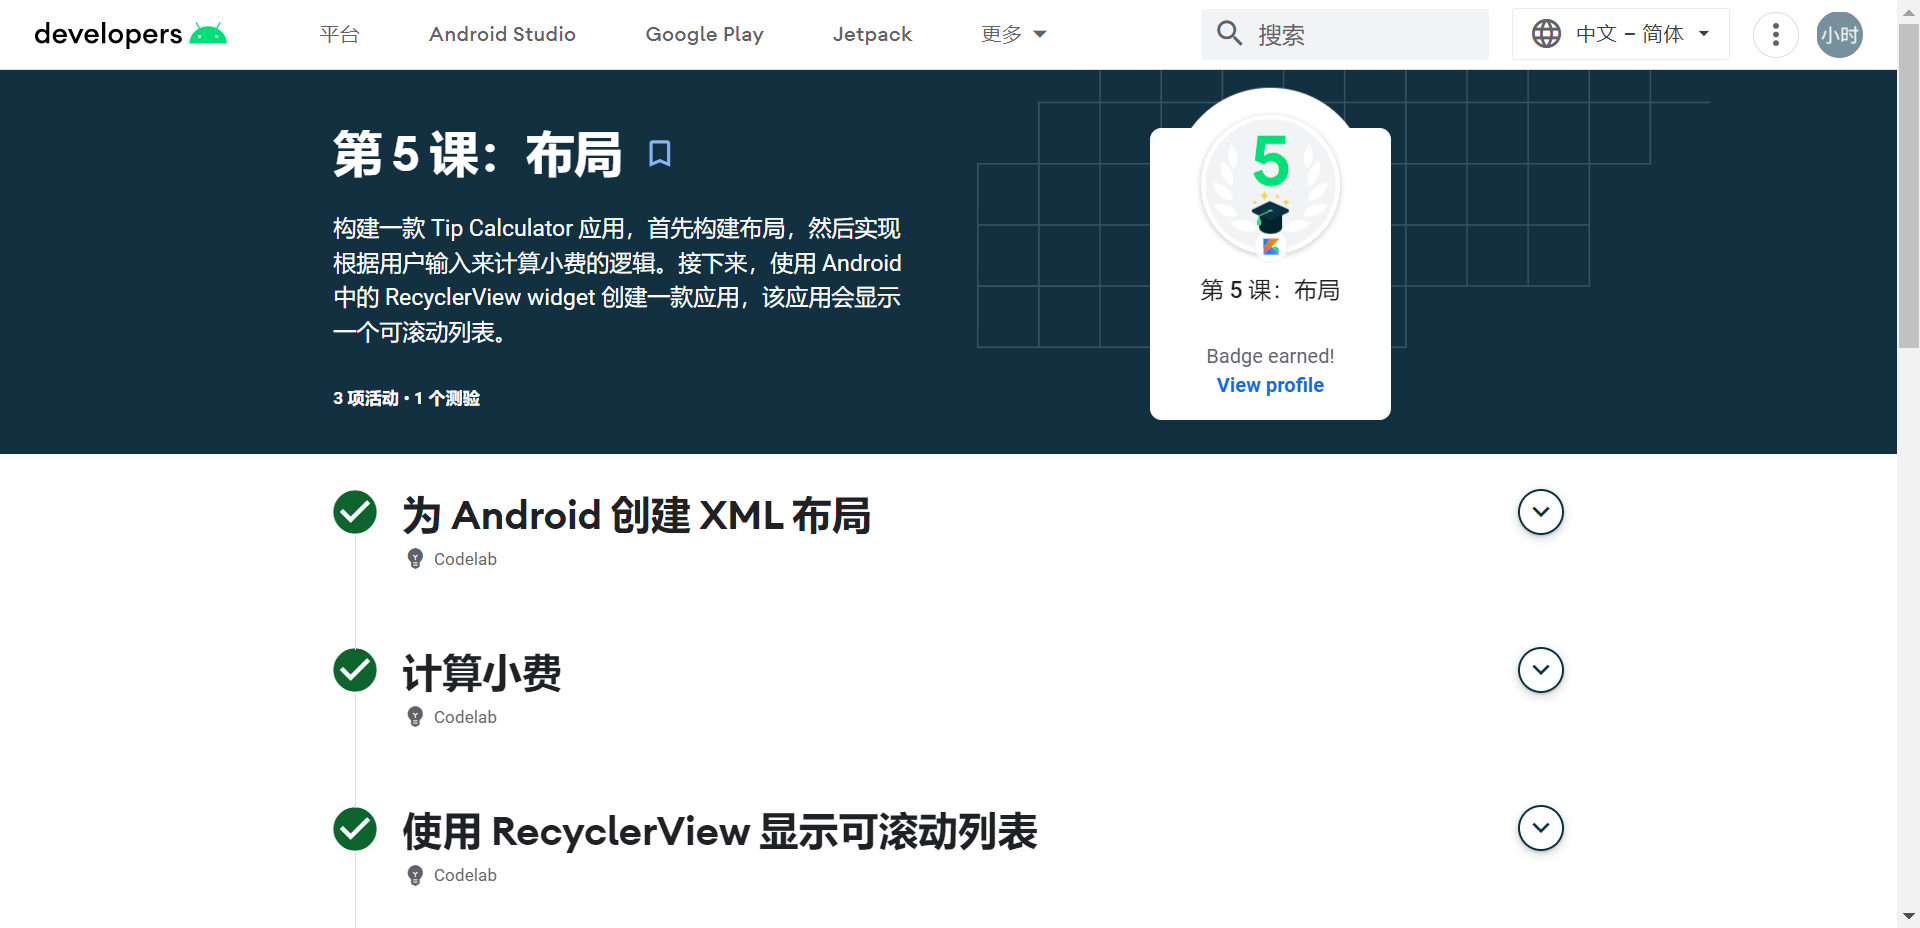 developers
平台
Android Studio
Google Play
Jetpack
更多
搜索
中文 – 简体
小时
第 5 课：布局
构建一款 Tip Calculator 应用，首先构建布局，然后实现
根据用户输入来计算小费的逻辑。接下来，使用 Android
中的 RecyclerView widget 创建一款应用，该应用会显示
一个可滚动列表。
3 项活动 • 1 个测验
5
第 5 课：布局
Badge earned!
View profile
为 Android 创建 XML 布局
Codelab
计算小费
Codelab
使用 RecyclerView 显示可滚动列表
Codelab